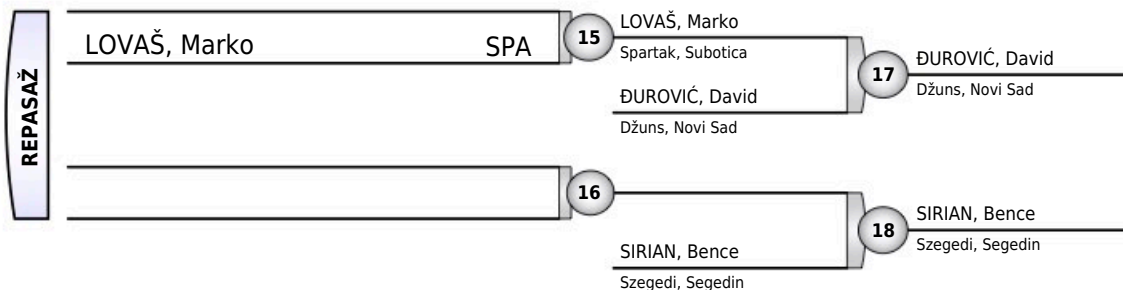 REPASAŽ
LOVAŠ, Marko SPA
15
LOVAŠ, Marko
Spartak, Subotica
ĐUROVIĆ, David
Džuns, Novi Sad
17
ĐUROVIĆ, David
Džuns, Novi Sad
16
SIRIAN, Bence
Szegedi, Segedin
18
SIRIAN, Bence
Szegedi, Segedin